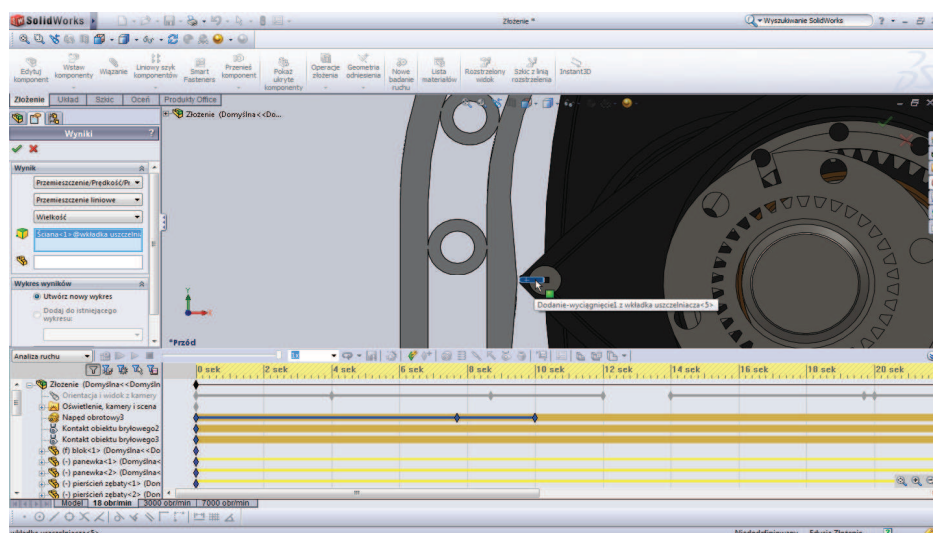 SolidWorks
Złożenie *
Wyszukiwanie SolidWorks
Edytuj komponent
Wstaw komponenty
Wiązanie
Liniowy szyk komponentów
Smart Fasteners
Przenieś komponent
Pokaż ukryte komponenty
Operacje złożenia
Geometria odniesienia
Nowe badanie ruchu
Lista materiałów
Rozstrzelony widok
Szkic z linią rozstrzelenia
Instant3D
Złożenie Układ Szkic Oceń Produkty Office
Złożenie (Domyślna<<Do...
Wyniki ?
Wynik
Przemieszczenie/Prędkość/Pr
Przemieszczenie liniowe
Wielkość
Ściana<1>@wkładka uszczelni
Wykres wyników
Utwórz nowy wykres
Dodaj do istniejącego wykresu:
Y
X
*Przód
Dodanie-wyciągnięcie1 z wkładka uszczelniacza<5>
Analiza ruchu
1x
0 sek 2 sek 4 sek 6 sek 8 sek 10 sek 12 sek 14 sek 16 sek 18 sek 20 sek
Złożenie (Domyślna<<Domyśln
Orientacja i widok z kamery
Oświetlenie, kamery i scena
Napęd obrotowy3
Kontakt obiektu bryłowego2
Kontakt obiektu bryłowego3
(f) blok<1> (Domyślna<<Do
(-) panewka<1> (Domyślna<
(-) panewka<2> (Domyślna<
(-) pierścień zębaty<1> (Don
(-) pierścień zębaty<2> (Don
Model 18 obr/min 3000 obr/min 7000 obr/min
wkładka uszczelniacza<5>
Niedodefiniowany Edycja Złożenie